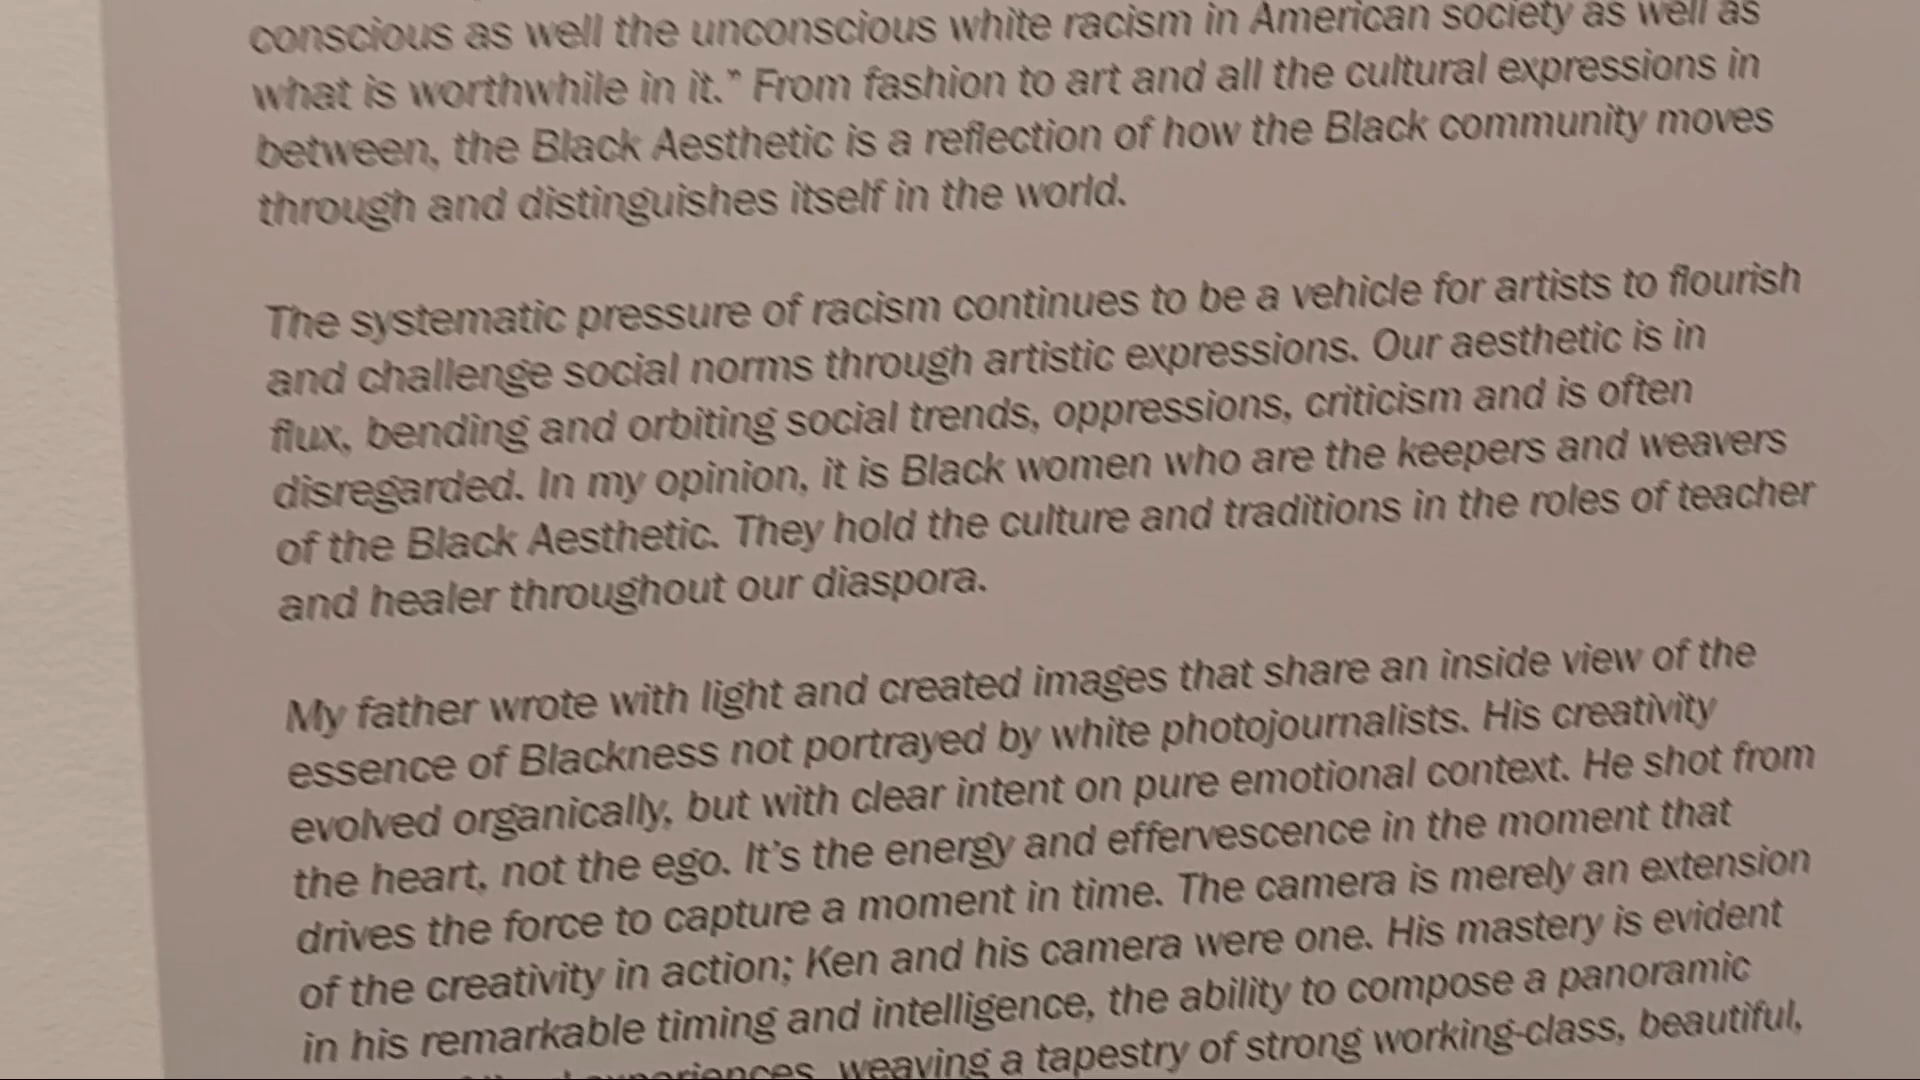 conscious as well the unconscious white racism in American society as well as
what is worthwhile in it." From fashion to art and all the cultural expressions in
between, the Black Aesthetic is a reflection of how the Black community moves
through and distinguishes itself in the world.
The systematic pressure of racism continues to be a vehicle for artists to flourish
and challenge social norms through artistic expressions. Our aesthetic is in
flux, bending and orbiting social trends, oppressions, criticism and is often
disregarded. In my opinion, it is Black women who are the keepers and weavers
of the Black Aesthetic. They hold the culture and traditions in the roles of teacher
and healer throughout our diaspora.
My father wrote with light and created images that share an inside view of the
essence of Blackness not portrayed by white photojournalists. His creativity
evolved organically, but with clear intent on pure emotional context. He shot from
the heart, not the ego. It's the energy and effervescence in the moment that
drives the force to capture a moment in time. The camera is merely an extension
of the creativity in action; Ken and his camera were one. His mastery is evident
in his remarkable timing and intelligence, the ability to compose a panoramic
experiences, weaving a tapestry of strong working-class, beautiful,